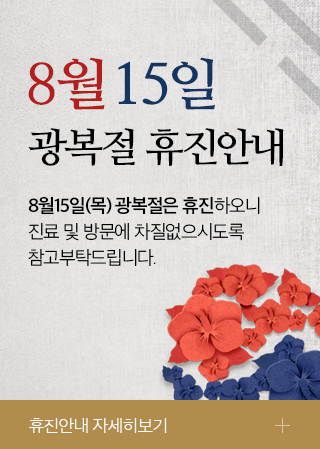 8월 15일
광복절 휴진안내
8월15일(목) 광복절은 휴진하오니
진료 및 방문에 차질없으시도록
참고부탁드립니다.
휴진안내 자세히보기